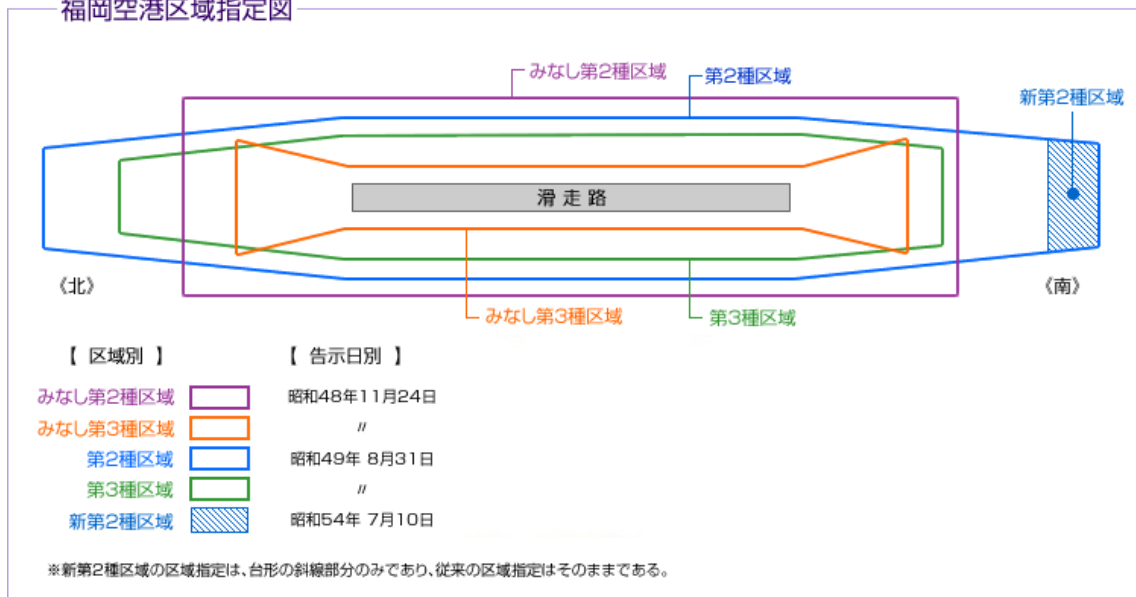 福岡空港区域指定図
みなし第2種区域
第2種区域
新第2種区域
滑走路
《北》
《南》
みなし第3種区域
第3種区域
【 区域別 】 【 告示日別 】
みなし第2種区域 昭和48年11月24日
みなし第3種区域 〃
第2種区域 昭和49年 8月31日
第3種区域 〃
新第2種区域 昭和54年 7月10日
※新第2種区域の区域指定は、台形の斜線部分のみであり、従来の区域指定はそのままである。